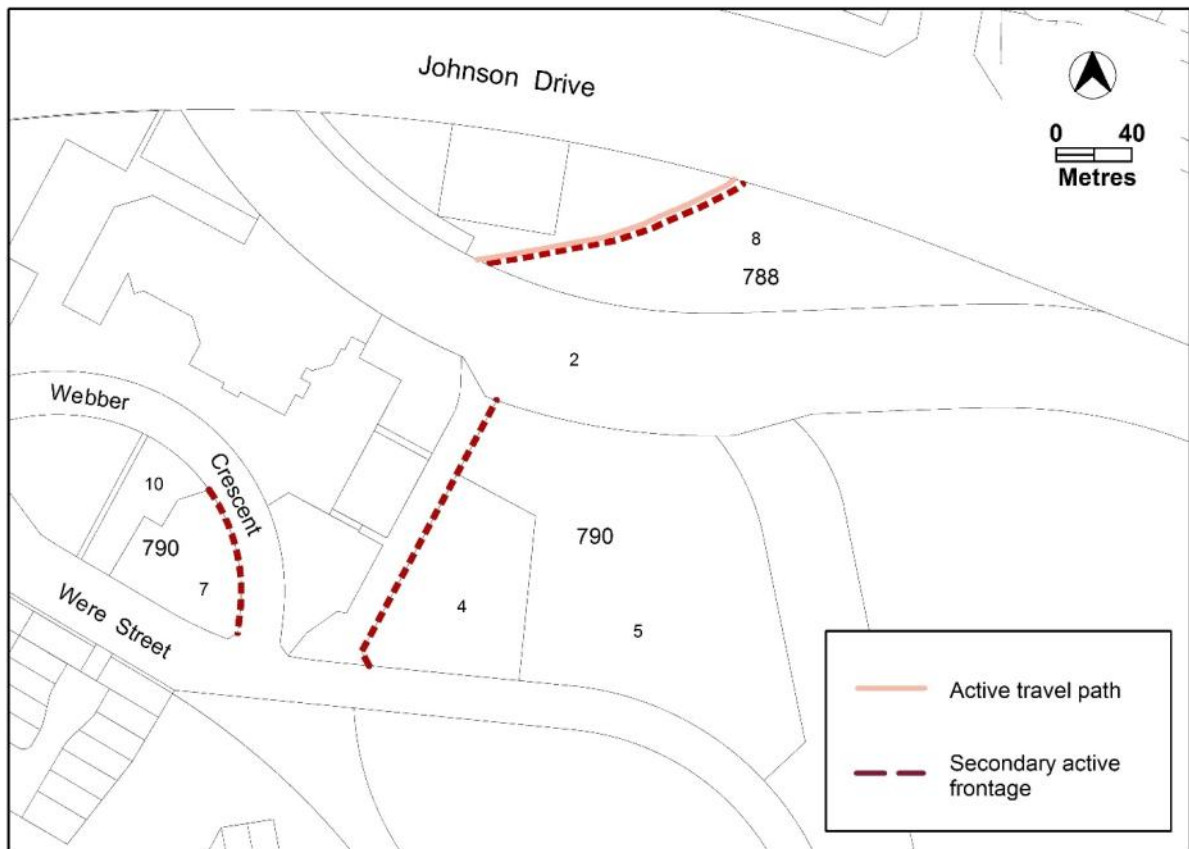 Johnson Drive
0 40
Metres
8
788
2
Webber
Crescent
10
790
7
790
4
5
Were Street
Active travel path
Secondary active
frontage